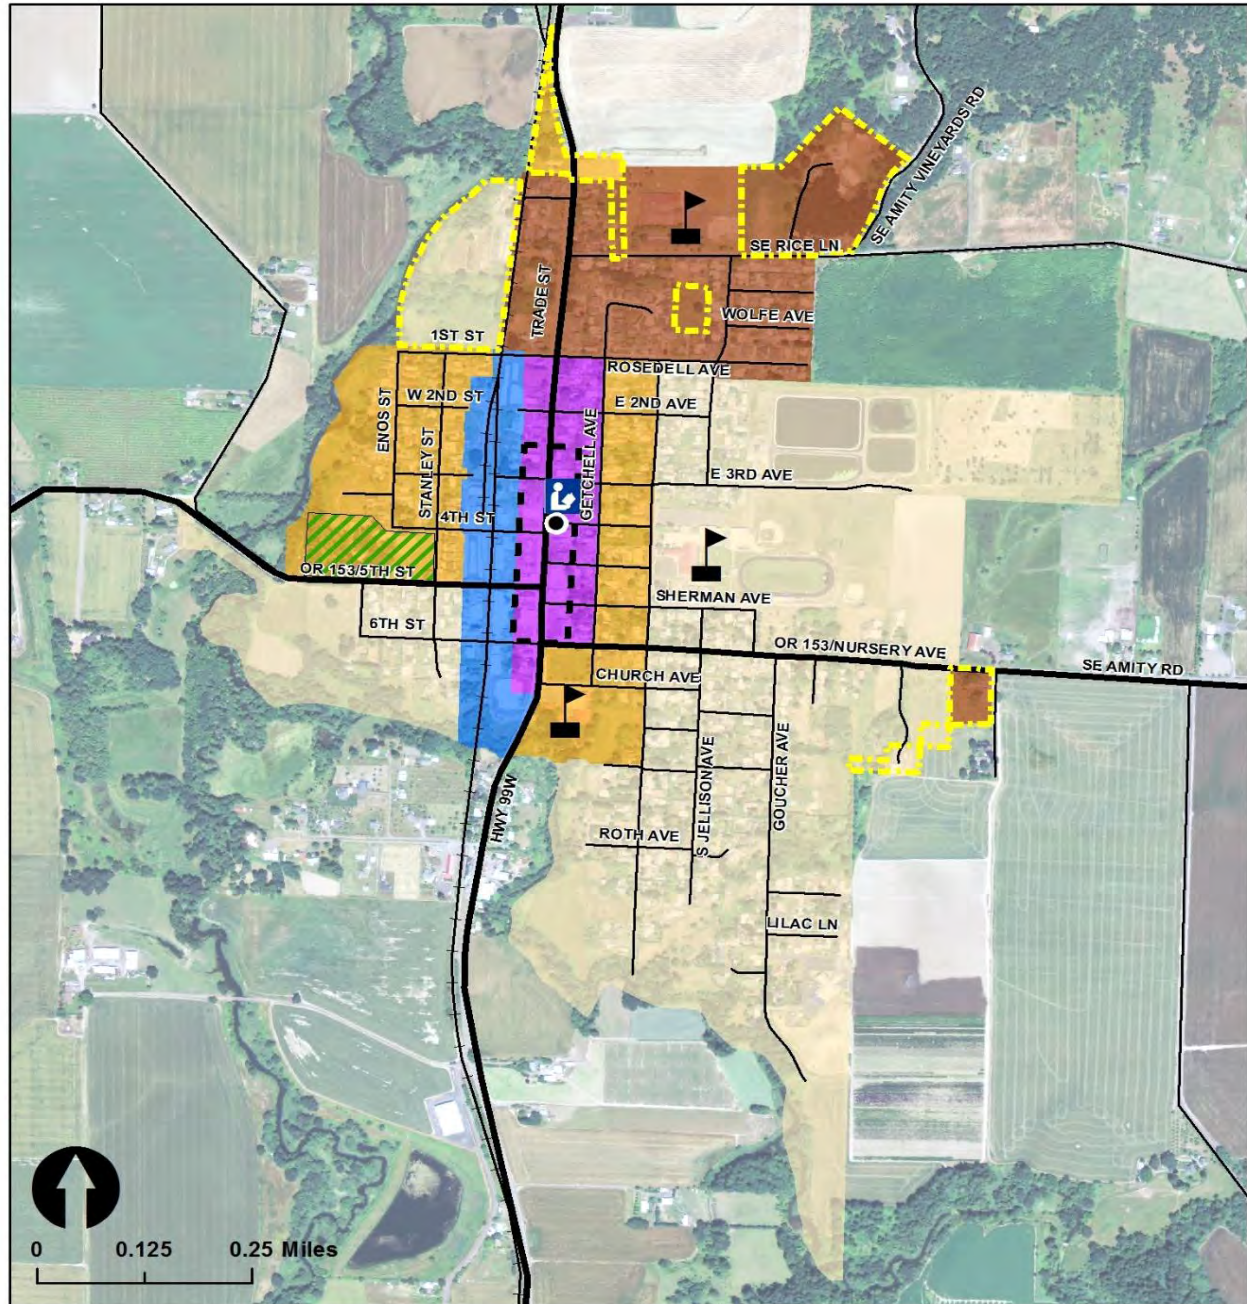 SE AMITY VINEYARDS RD
SE RICE LN
TRADE ST
WOLFE AVE
1ST ST
ROSEDELL AVE
W 2ND ST
E 2ND AVE
ENOS ST
STANLEY ST
GETCHELL AVE
E 3RD AVE
4TH ST
OR 153/5TH ST
SHERMAN AVE
6TH ST
OR 153/NURSERY AVE
SE AMITY RD
CHURCH AVE
HWY 99W
S JELLISON AVE
GOUCHER AVE
ROTH AVE
LILAC LN
0 0.125 0.25 Miles